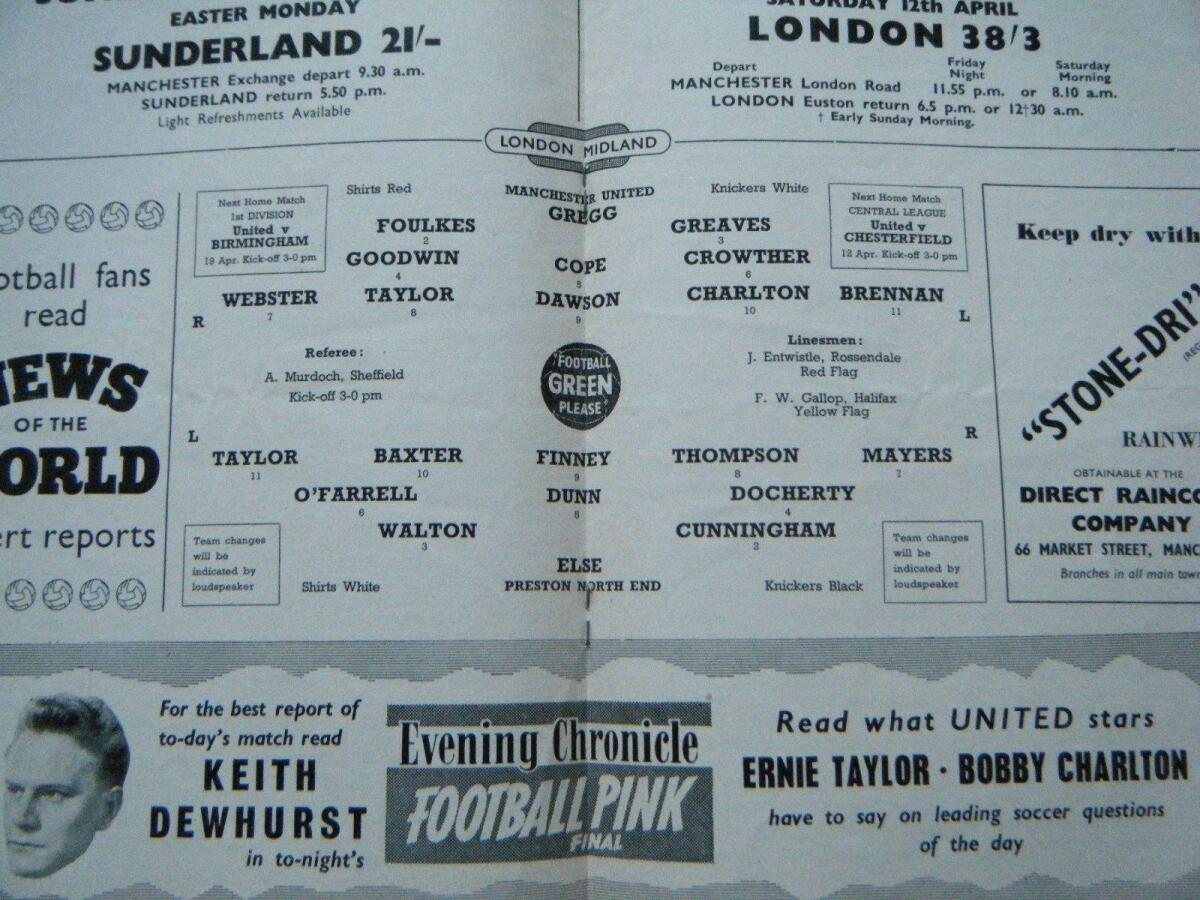 EASTER MONDAY
SUNDERLAND 21/-
MANCHESTER Exchange depart 9.30 a.m.
SUNDERLAND return 5.50 p.m.
Light Refreshments Available
SATURDAY 12th APRIL
LONDON 38/3
Depart Friday Night Saturday Morning
MANCHESTER London Road 11.55 p.m. or 8.10 a.m.
LONDON Euston return 6.5 p.m. or 12†30 a.m.
† Early Sunday Morning.
LONDON MIDLAND
otball fans
read
NEWS
OF THE
ORLD
ert reports
Next Home Match
1st DIVISION
United v
BIRMINGHAM
19 Apr. Kick-off 3-0 pm
Shirts Red
MANCHESTER UNITED
Knickers White
Next Home Match
CENTRAL LEAGUE
United v
CHESTERFIELD
12 Apr. Kick-off 3-0 pm
GREGG
FOULKES GREAVES
2 3
GOODWIN COPE CROWTHER
4 5 6
WEBSTER TAYLOR DAWSON CHARLTON BRENNAN
7 8 9 10 11
R L
Referee:
A. Murdoch, Sheffield
Kick-off 3-0 pm
"FOOTBALL
GREEN
PLEASE"
Linesmen:
J. Entwistle, Rossendale
Red Flag
F. W. Gallop, Halifax
Yellow Flag
L R
TAYLOR BAXTER FINNEY THOMPSON MAYERS
11 10 9 8 7
O'FARRELL DUNN DOCHERTY
6 5 4
WALTON CUNNINGHAM
3 2
ELSE
Team changes
will be
indicated by
loudspeaker
Shirts White
PRESTON NORTH END
Knickers Black
Team changes
will be
indicated by
loudspeaker
Keep dry with
"STONE-DRI"
RAINW
OBTAINABLE AT THE
DIRECT RAINCO
COMPANY
66 MARKET STREET, MANC
Branches in all main town
For the best report of
to-day's match read
KEITH
DEWHURST
in to-night's
Evening Chronicle
FOOTBALL PINK
FINAL
Read what UNITED stars
ERNIE TAYLOR · BOBBY CHARLTON
have to say on leading soccer questions
of the day